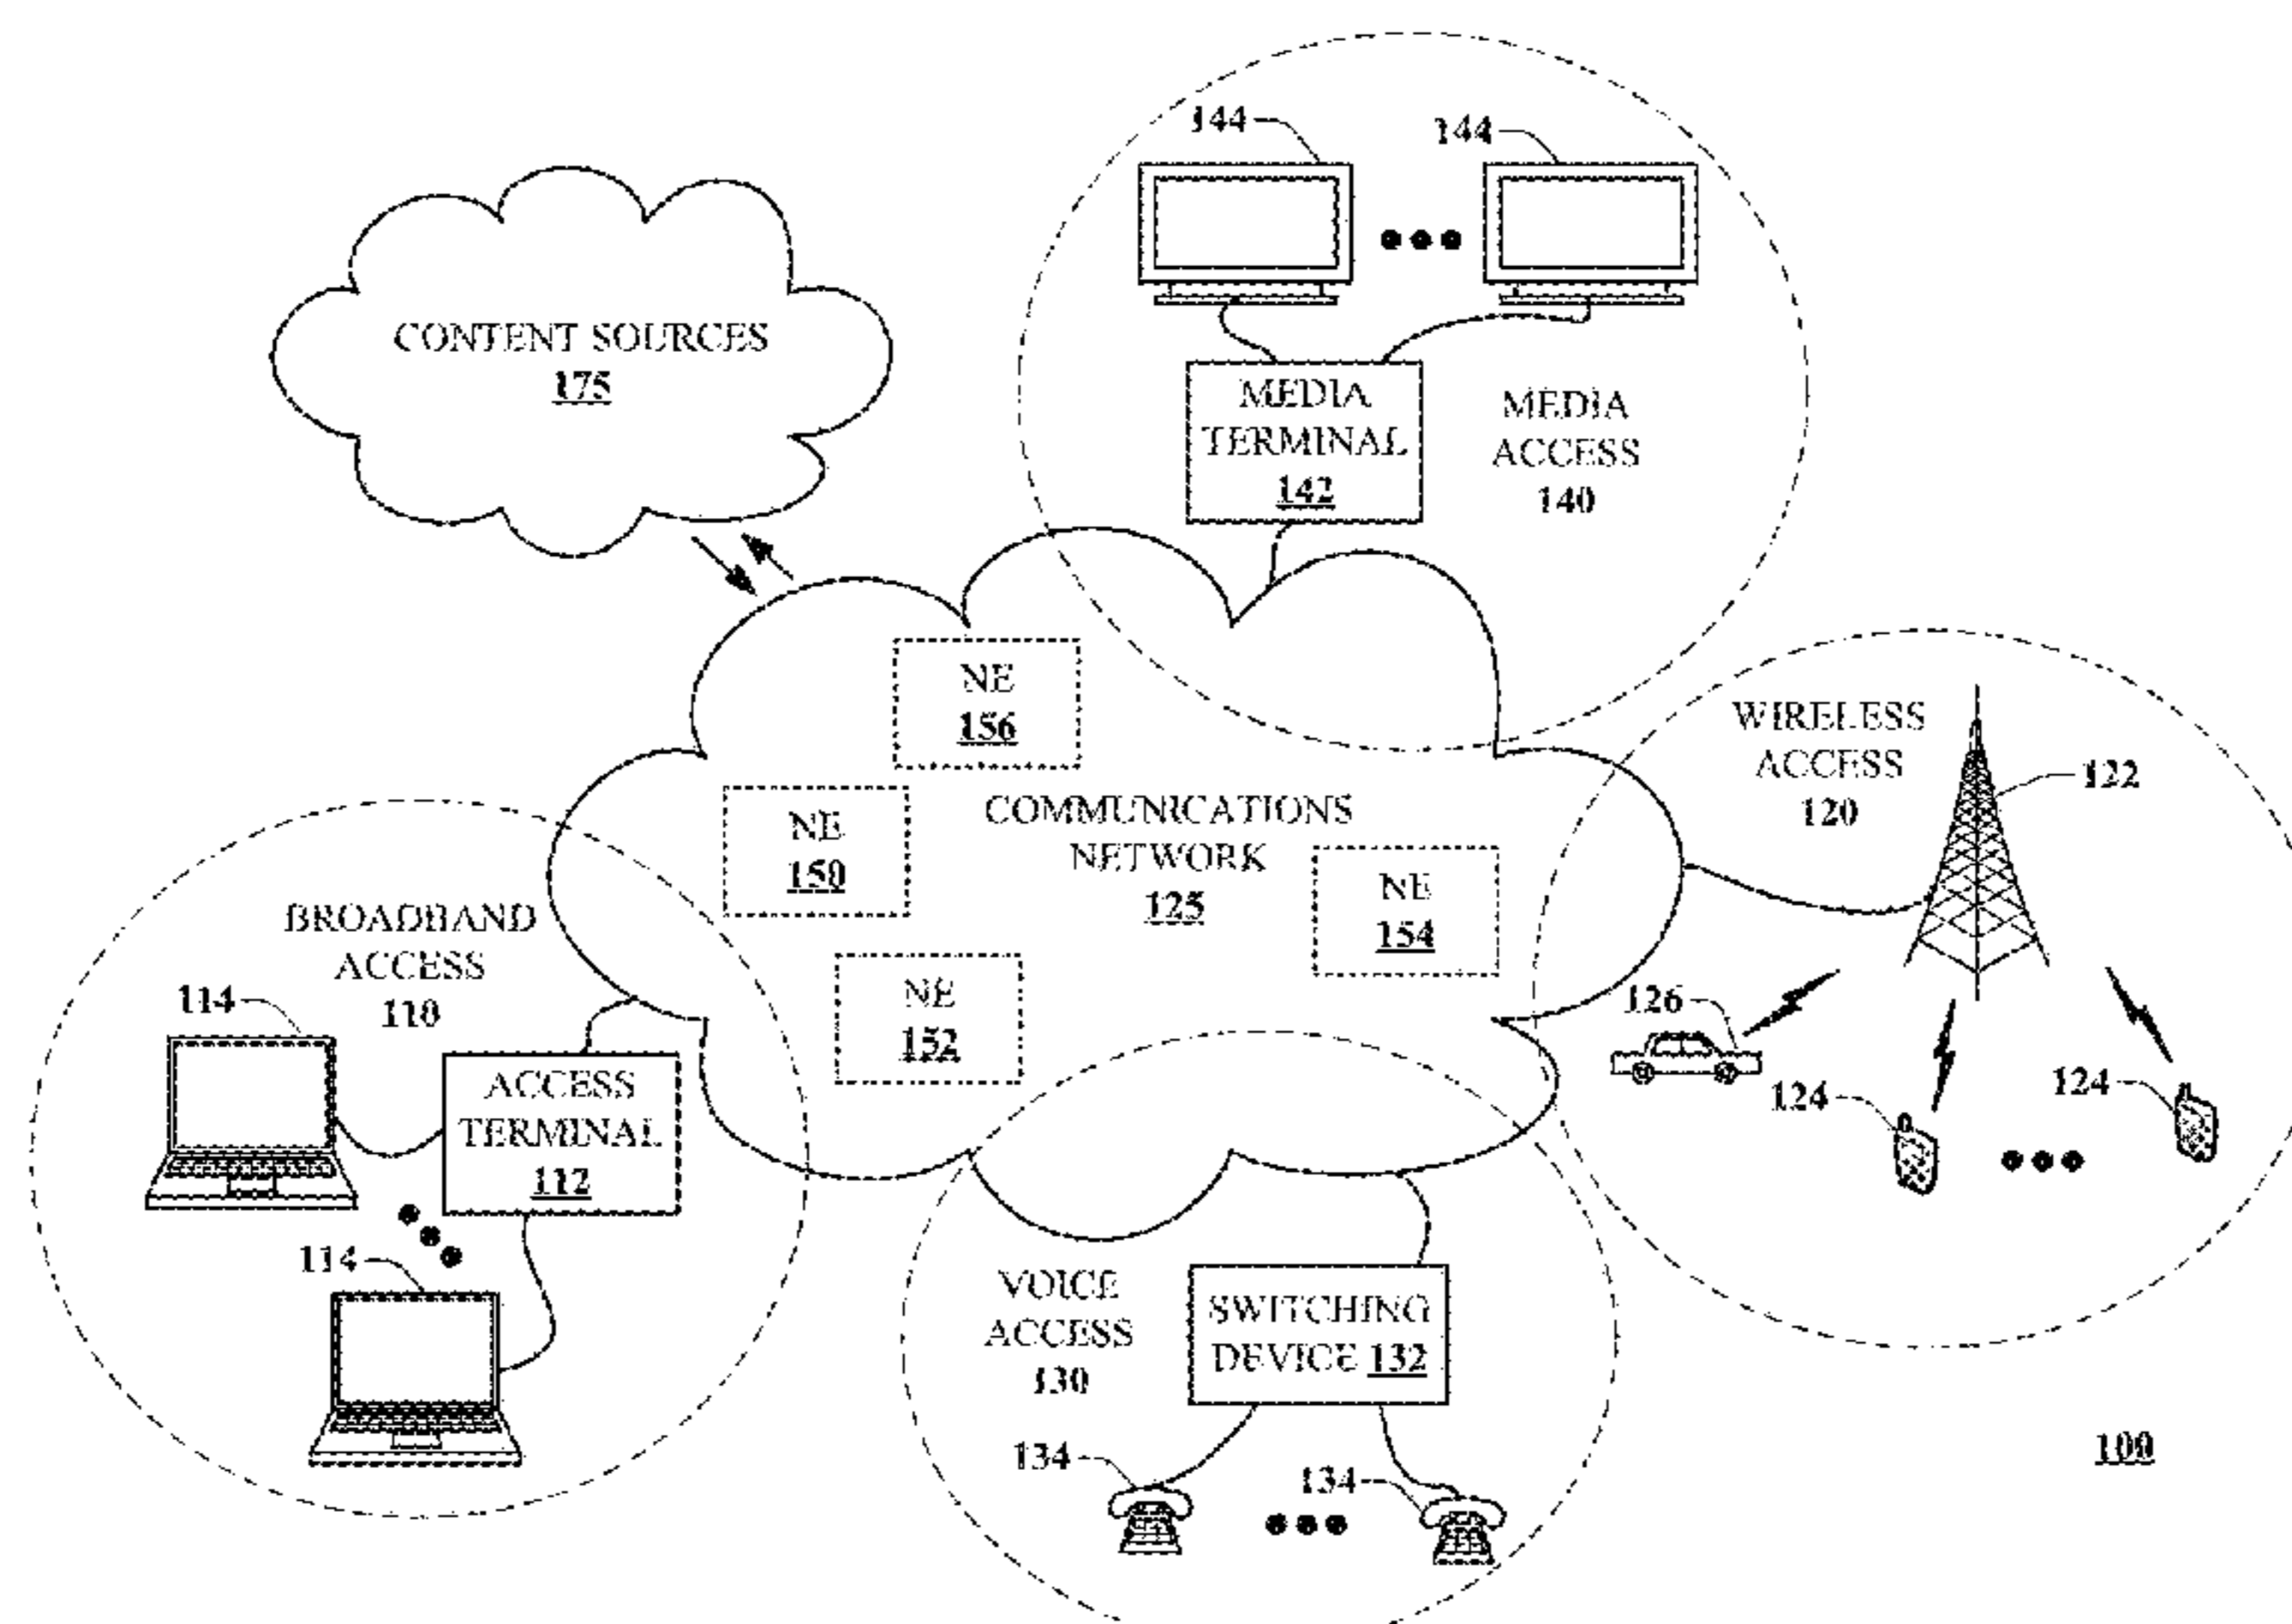 144
144
CONTENT SOURCES
175
MEDIA
TERMINAL
142
MEDIA
ACCESS
140
NE
156
WIRELESS
ACCESS
120
122
NE
150
COMMUNICATIONS
NETWORK
125
NE
154
BROADBAND
ACCESS
110
NE
152
114
126
ACCESS
TERMINAL
112
124
124
114
VOICE
ACCESS
130
SWITCHING
DEVICE 132
134
134
100